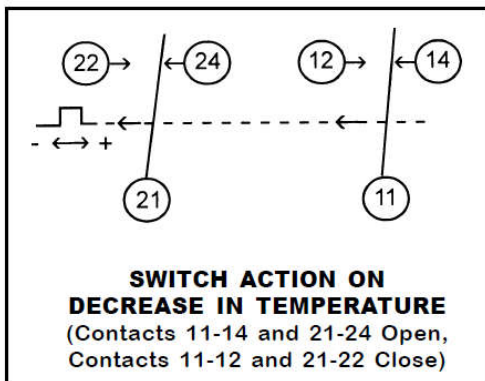 22 24 12 14
- +
21 11
SWITCH ACTION ON
DECREASE IN TEMPERATURE
(Contacts 11-14 and 21-24 Open,
Contacts 11-12 and 21-22 Close)